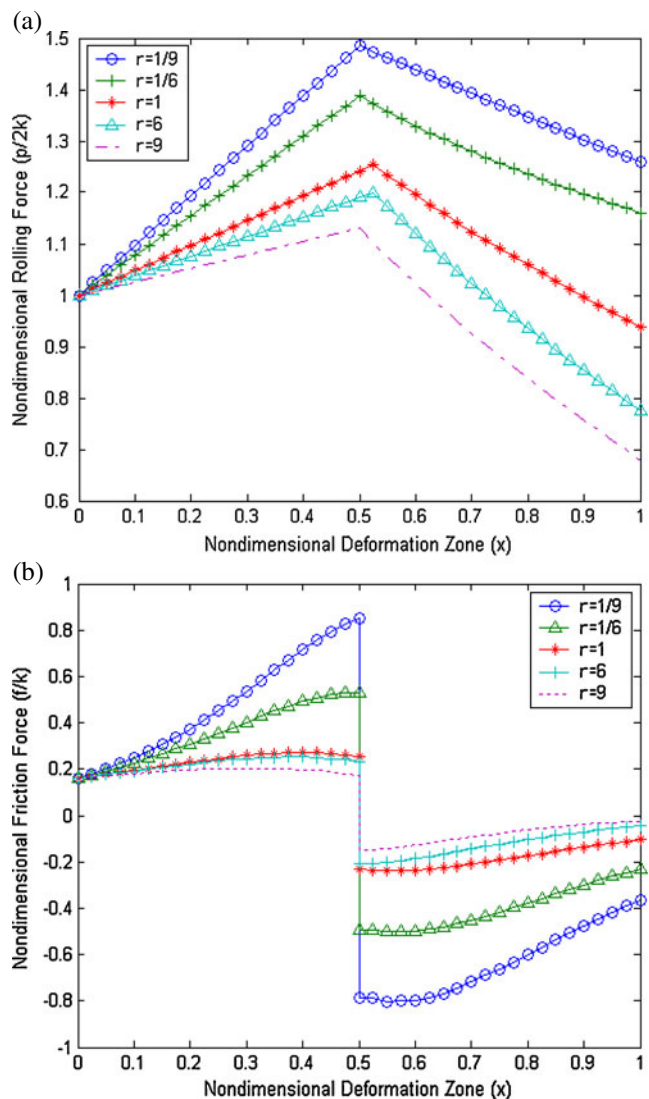 (a)
1.5
1.4
1.3
1.2
1.1
1
0.9
0.8
0.7
0.6
Nondimensional Rolling Force (p/2k)
r=1/9
r=1/6
r=1
r=6
r=9
0 0.1 0.2 0.3 0.4 0.5 0.6 0.7 0.8 0.9 1
Nondimensional Deformation Zone (x)
(b)
1
0.8
0.6
0.4
0.2
0
-0.2
-0.4
-0.6
-0.8
-1
Nondimensional Friction Force (f/k)
r=1/9
r=1/6
r=1
r=6
r=9
0 0.1 0.2 0.3 0.4 0.5 0.6 0.7 0.8 0.9 1
Nondimensional Deformation Zone (x)